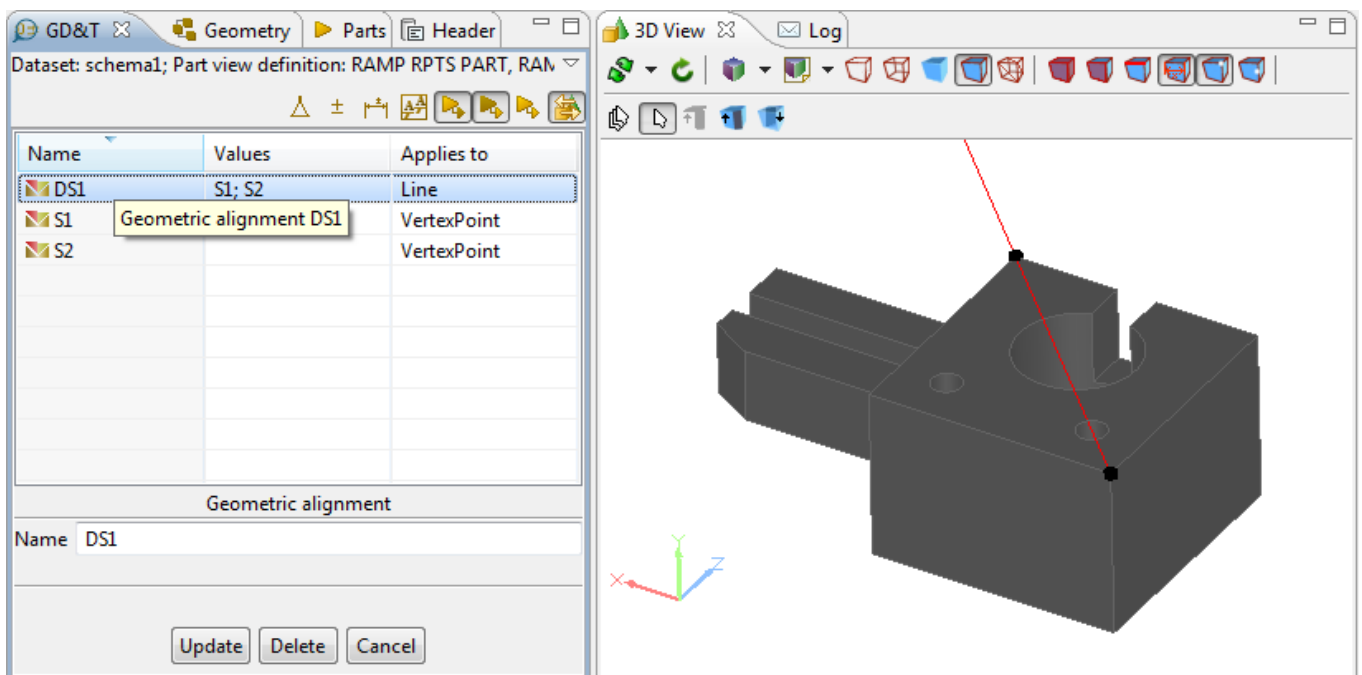 GD&T Geometry Parts Header
Dataset: schema1; Part view definition: RAMP RPTS PART, RAM
Name Values Applies to
DS1 S1; S2 Line
S1 VertexPoint
Geometric alignment DS1
S2 VertexPoint
Geometric alignment
Name DS1
Update Delete Cancel
3D View Log
Y
Z
X